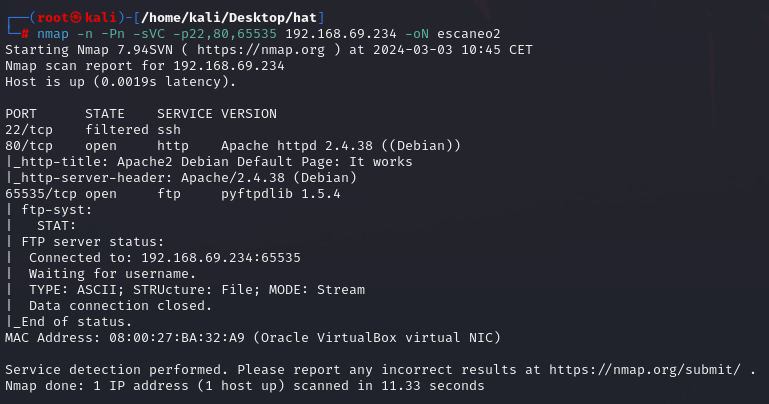 ┌──(root㉿kali)-[/home/kali/Desktop/hat]
└─# nmap -n -Pn -sVC -p22,80,65535 192.168.69.234 -oN escaneo2
Starting Nmap 7.94SVN ( https://nmap.org ) at 2024-03-03 10:45 CET
Nmap scan report for 192.168.69.234
Host is up (0.0019s latency).

PORT      STATE    SERVICE VERSION
22/tcp    filtered ssh
80/tcp    open     http    Apache httpd 2.4.38 ((Debian))
|_http-title: Apache2 Debian Default Page: It works
|_http-server-header: Apache/2.4.38 (Debian)
65535/tcp open     ftp     pyftpdlib 1.5.4
| ftp-syst:
|   STAT:
| FTP server status:
|  Connected to: 192.168.69.234:65535
|  Waiting for username.
|  TYPE: ASCII; STRUcture: File; MODE: Stream
|  Data connection closed.
|_End of status.
MAC Address: 08:00:27:BA:32:A9 (Oracle VirtualBox virtual NIC)

Service detection performed. Please report any incorrect results at https://nmap.org/submit/ .
Nmap done: 1 IP address (1 host up) scanned in 11.33 seconds